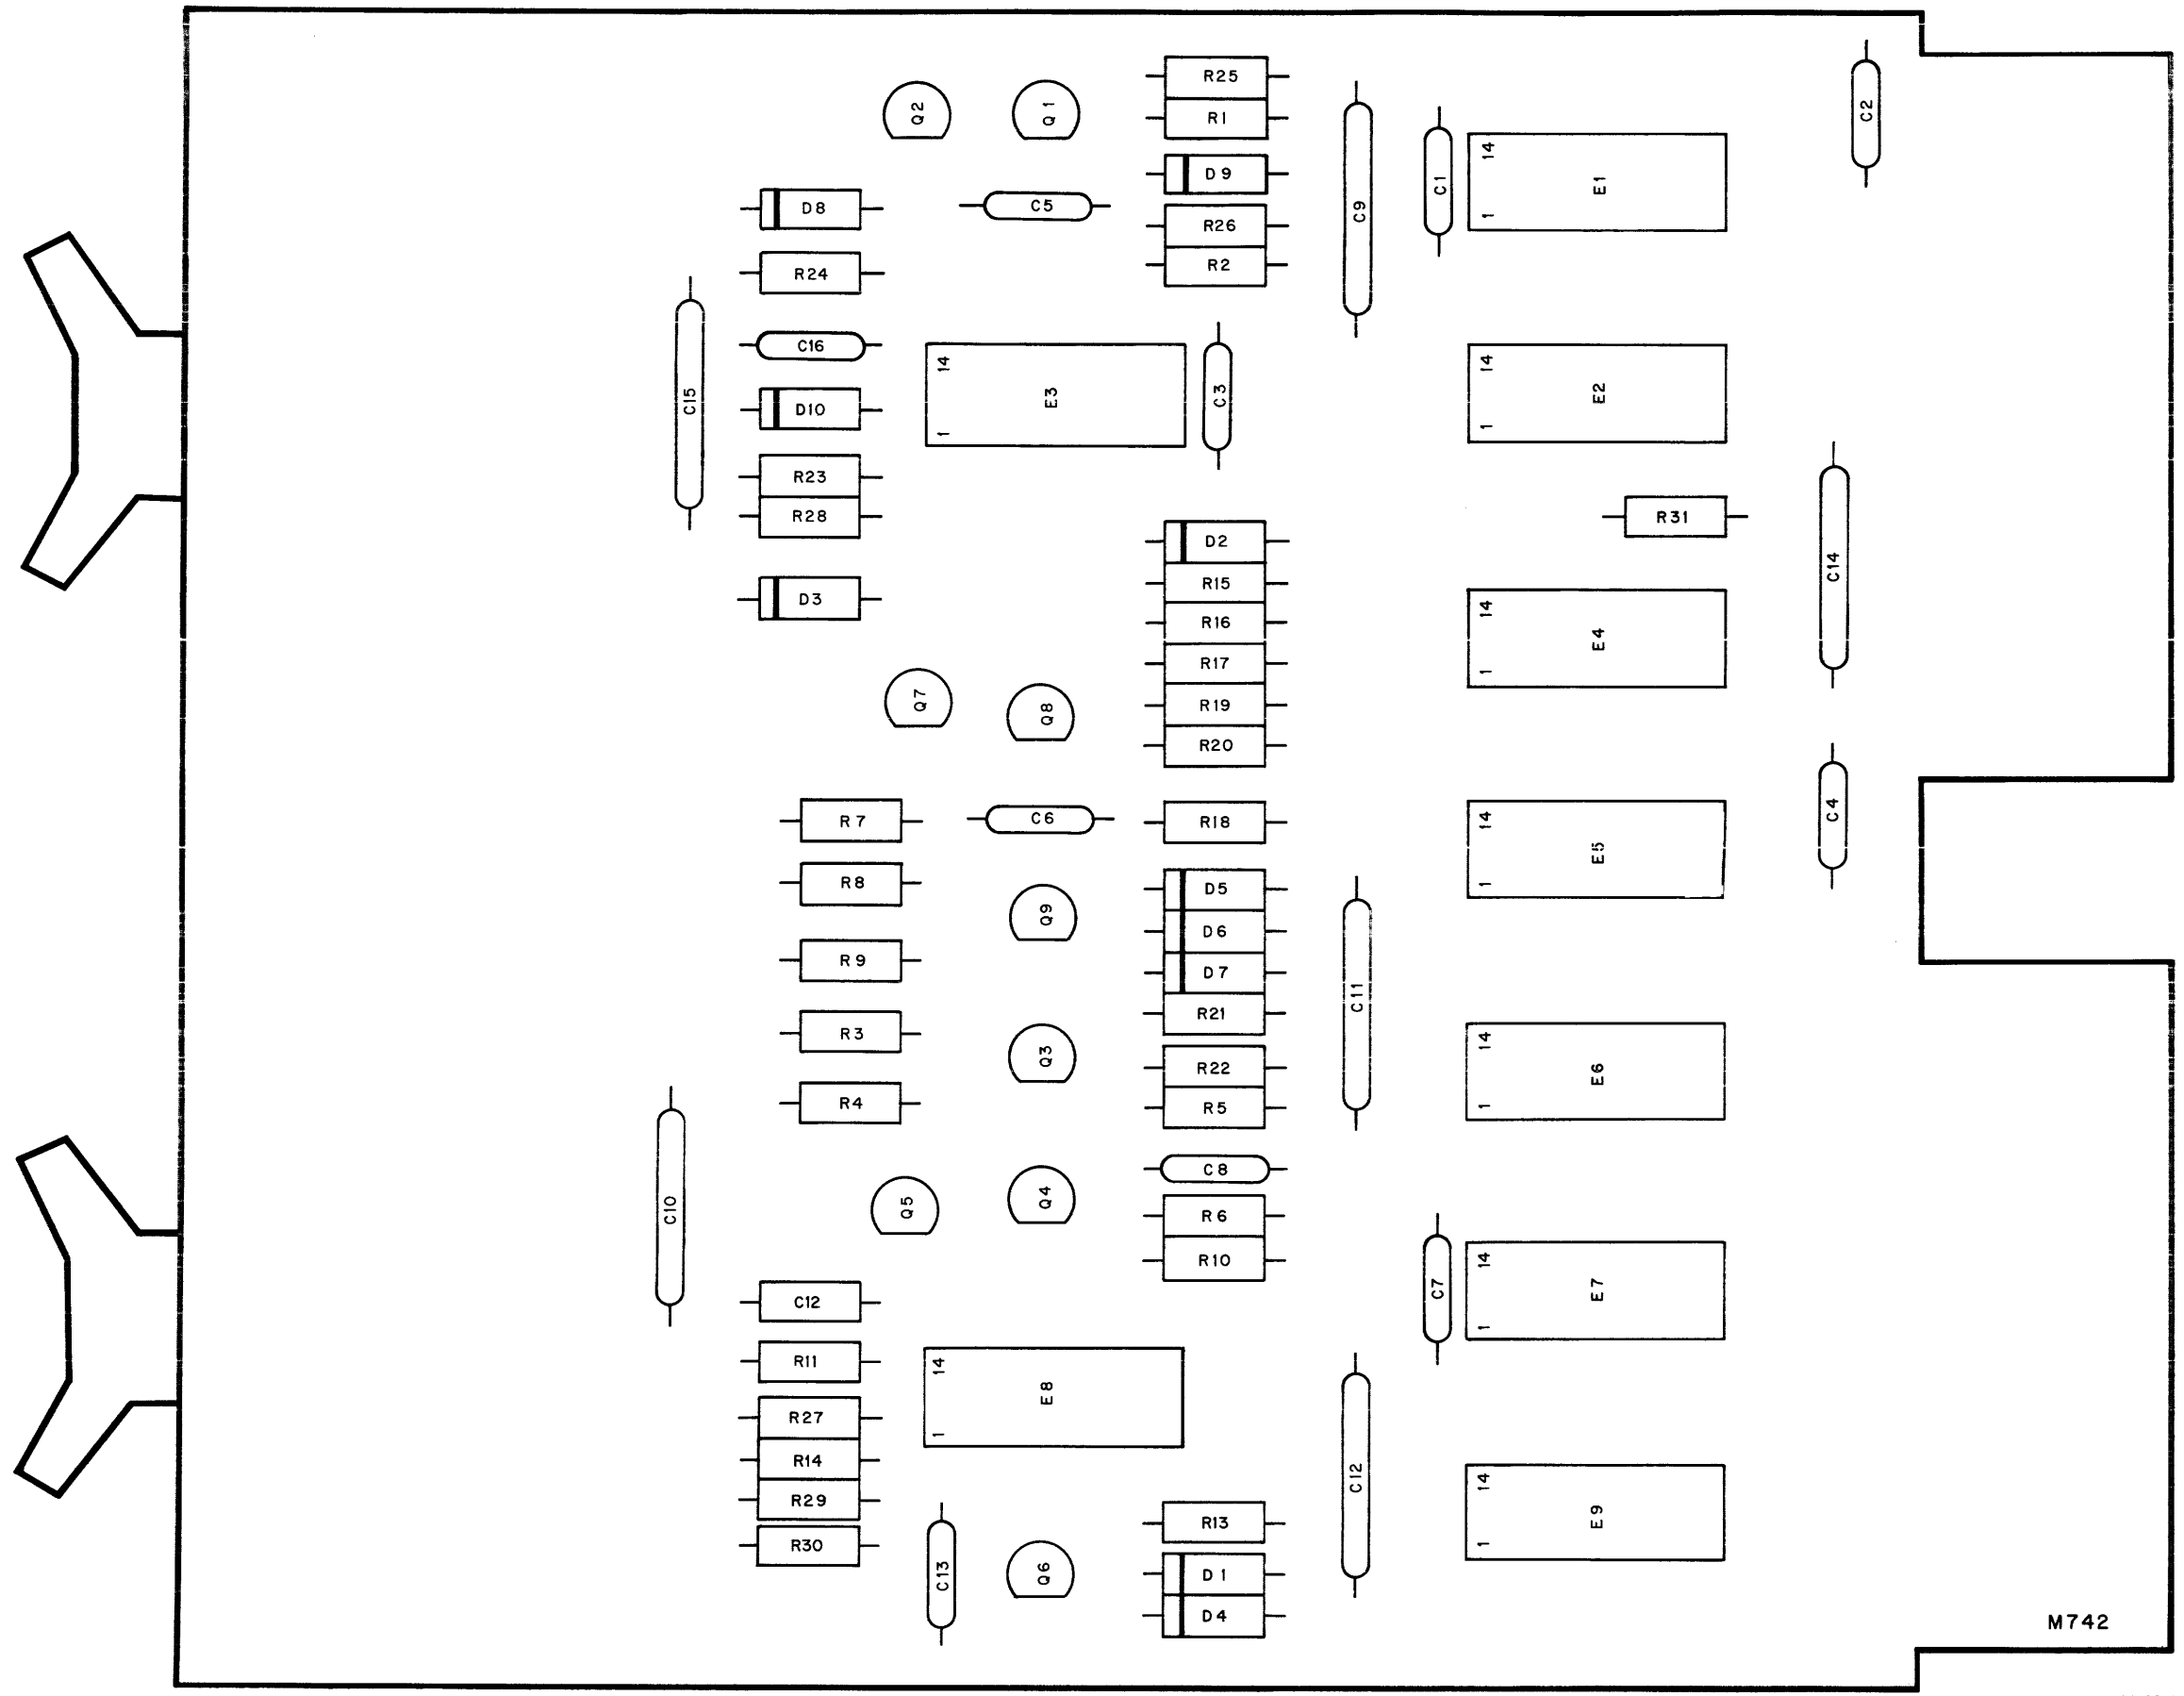 R25
R1
Q2
Q1
C2
D9
14
E1
1
C1
C9
D8
C5
R26
R2
R24
C16
C15
D10
14
E3
1
C3
14
E2
1
R23
R28
R31
D2
R15
D3
R16
R17
R19
R20
C14
14
E4
1
Q7
Q8
R7
C6
R18
14
E5
1
C4
R8
D5
Q9
D6
R9
D7
R21
C11
R3
Q3
14
E6
1
R22
R4
R5
C8
C10
Q5
Q4
R6
R10
C7
14
E7
1
C12
R11
14
E8
1
R27
R14
R29
R30
C12
14
E9
1
R13
C13
Q6
D1
D4
M742